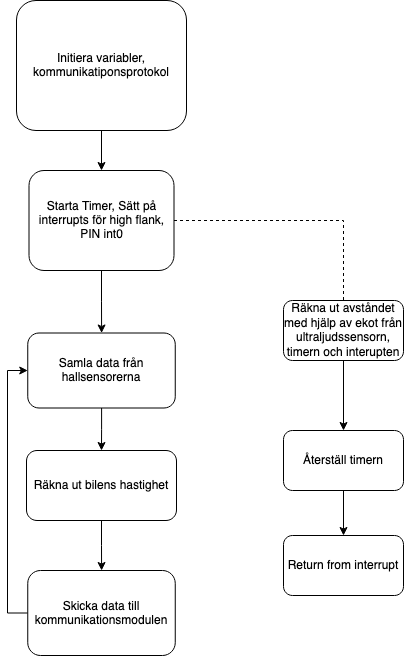 Initiera variabler,
kommunikatiponsprotokol
Starta Timer, Sätt på
interrupts för high flank,
PIN int0
Samla data från
hallsensorerna
Räkna ut bilens hastighet
Skicka data till
kommunikationsmodulen
Räkna ut avståndet
med hjälp av ekot från
ultraljudssensorn,
timern och interupten
Återställ timern
Return from interrupt